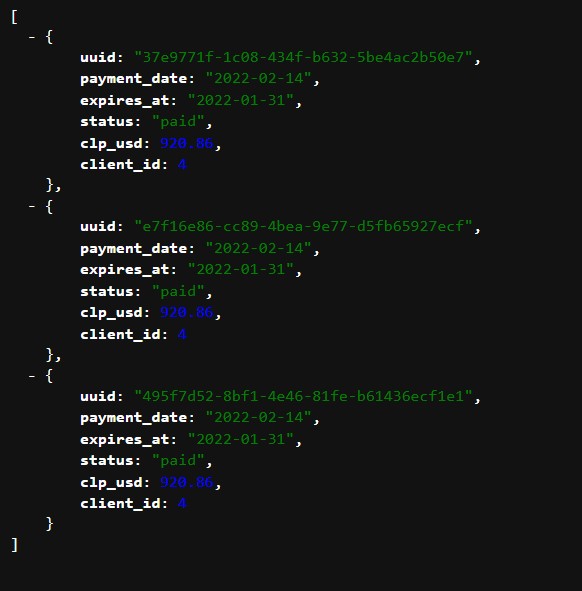 [
- {
uuid: "37e9771f-1c08-434f-b632-5be4ac2b50e7",
payment_date: "2022-02-14",
expires_at: "2022-01-31",
status: "paid",
clp_usd: 920.86,
client_id: 4
},
- {
uuid: "e7f16e86-cc89-4bea-9e77-d5fb65927ecf",
payment_date: "2022-02-14",
expires_at: "2022-01-31",
status: "paid",
clp_usd: 920.86,
client_id: 4
},
- {
uuid: "495f7d52-8bf1-4e46-81fe-b61436ecf1e1",
payment_date: "2022-02-14",
expires_at: "2022-01-31",
status: "paid",
clp_usd: 920.86,
client_id: 4
}
]